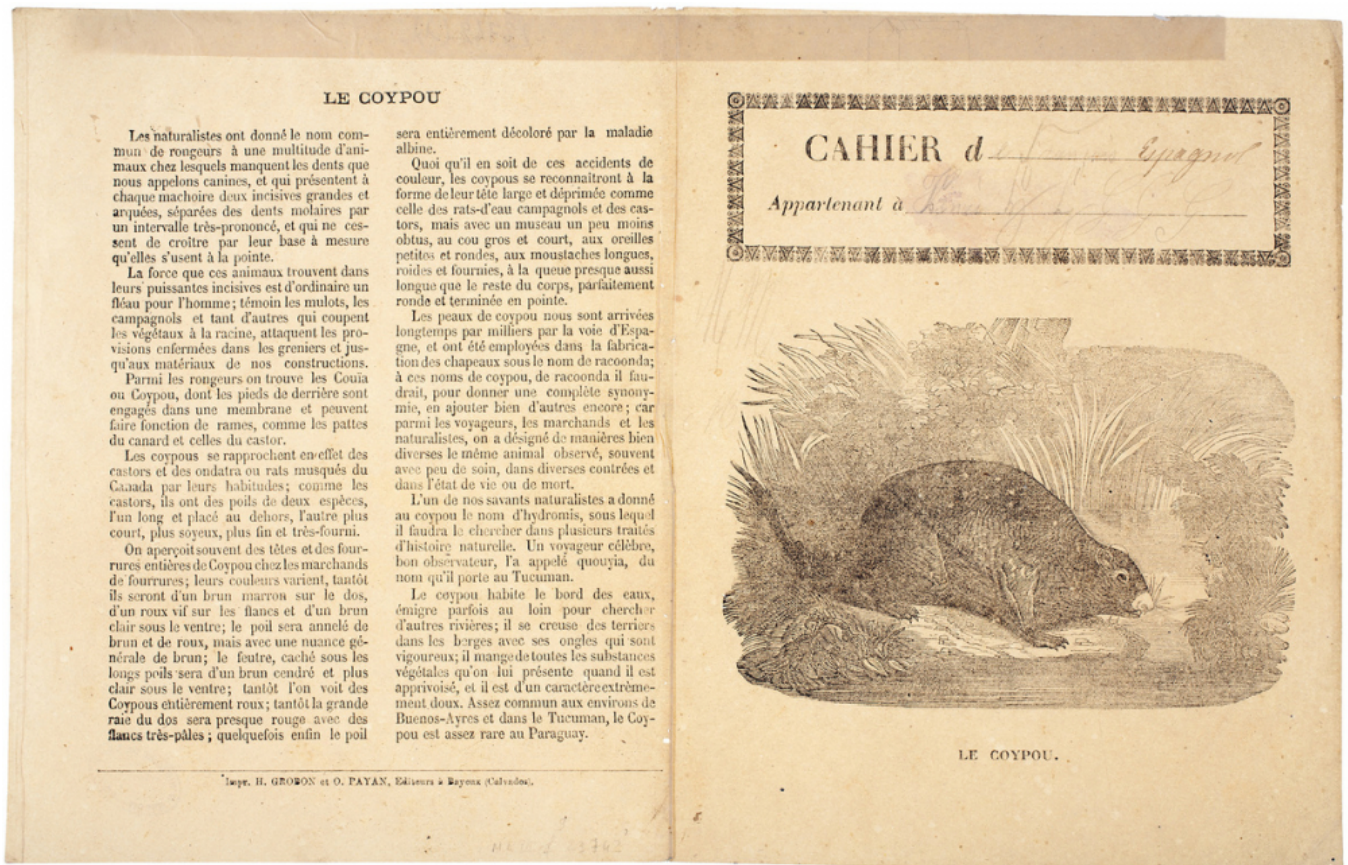 LE COYPOU
Les naturalistes ont donné le nom com-
mun de rongeurs à une multitude d'ani-
maux chez lesquels manquent les dents que
nous appelons canines, et qui présentent à
chaque machoire deux incisives grandes et
arquées, séparées des dents molaires par
un intervalle très-prononcé, et qui ne ces-
sent de croître par leur base à mesure
qu'elles s'usent à la pointe.
La force que ces animaux trouvent dans
leurs puissantes incisives est d'ordinaire un
fléau pour l'homme; témoin les mulots, les
campagnols et tant d'autres qui coupent
les végétaux à la racine, attaquent les pro-
visions enfermées dans les greniers et jus-
qu'aux matériaux de nos constructions.
Parmi les rongeurs on trouve les Couïa
ou Coypou, dont les pieds de derrière sont
engagés dans une membrane et peuvent
faire fonction de rames, comme les pattes
du canard et celles du castor.
Les coypous se rapprochent en effet des
castors et des ondatra ou rats musqués du
Canada par leurs habitudes; comme les
castors, ils ont des poils de deux espèces,
l'un long et placé au dehors, l'autre plus
court, plus soyeux, plus fin et très-fourni.
On aperçoit souvent des têtes et des four-
rures entières de Coypou chez les marchands
de fourrures; leurs couleurs varient, tantôt
ils seront d'un brun marron sur le dos,
d'un roux vif sur les flancs et d'un brun
clair sous le ventre; le poil sera annelé de
brun et de roux, mais avec une nuance gé-
nérale de brun; le feutre, caché sous les
longs poils sera d'un brun cendré et plus
clair sous le ventre; tantôt l'on voit des
Coypous entièrement roux; tantôt la grande
raie du dos sera presque rouge avec des
flancs très-pâles; quelquefois enfin le poil
sera entièrement décoloré par la maladie
albine.
Quoi qu'il en soit de ces accidents de
couleur, les coypous se reconnaîtront à la
forme de leur tête large et déprimée comme
celle des rats-d'eau campagnols et des cas-
tors, mais avec un museau un peu moins
obtus, au cou gros et court, aux oreilles
petites et rondes, aux moustaches longues,
roides et fournies, à la queue presque aussi
longue que le reste du corps, parfaitement
ronde et terminée en pointe.
Les peaux de coypou nous sont arrivées
longtemps par milliers par la voie d'Espa-
gne, et ont été employées dans la fabrica-
tion des chapeaux sous le nom de racoonda;
à ces noms de coypou, de racoonda il fau-
drait, pour donner une complète synony-
mie, en ajouter bien d'autres encore; car
parmi les voyageurs, les marchands et les
naturalistes, on a désigné de manières bien
diverses le même animal observé, souvent
avec peu de soin, dans diverses contrées et
dans l'état de vie ou de mort.
L'un de nos savants naturalistes a donné
au coypou le nom d'hydromis, sous lequel
il faudra le chercher dans plusieurs traités
d'histoire naturelle. Un voyageur célèbre,
bon observateur, l'a appelé quouyia, du
nom qu'il porte au Tucuman.
Le coypou habite le bord des eaux,
émigre parfois au loin pour chercher
d'autres rivières; il se creuse des terriers
dans les berges avec ses ongles qui sont
vigoureux; il mange de toutes les substances
végétales qu'on lui présente quand il est
apprivoisé, et il est d'un caractère extrême-
ment doux. Assez commun aux environs de
Buenos-Ayres et dans le Tucuman, le Coy-
pou est assez rare au Paraguay.
Impr. H. GROBON et O. PAYAN, Editeurs à Bayeux (Calvados).
CAHIER d Espagnol
Appartenant à
LE COYPOU.